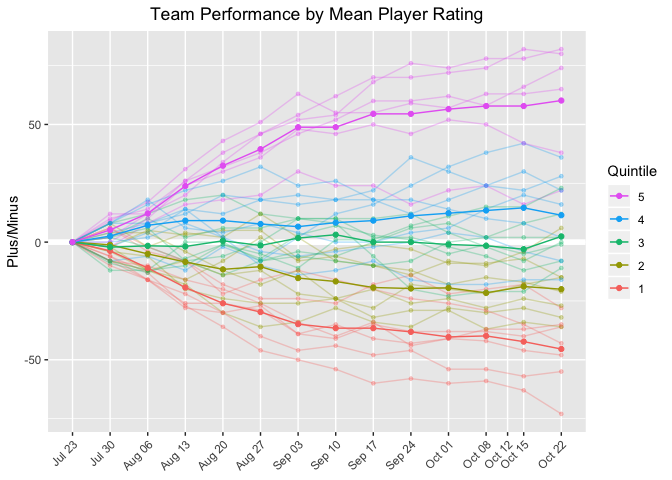 Team Performance by Mean Player Rating
Plus/Minus
50
0
-50
Jul 23
Jul 30
Aug 06
Aug 13
Aug 20
Aug 27
Sep 03
Sep 10
Sep 17
Sep 24
Oct 01
Oct 08
Oct 12
Oct 15
Oct 22
Quintile
5
4
3
2
1